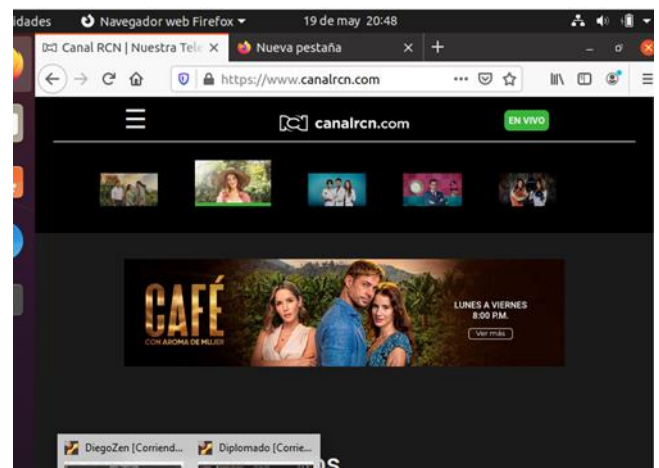 idades Navegador web Firefox 19 de may 20:48
Canal RCN | Nuestra Tele Nueva pestaña
https://www.canalrcn.com
canalrcn.com EN VIVO
CAFÉ
CON AROMA DE MUJER
LUNES A VIERNES
8:00 P.M.
Ver más
DiegoZen [Corriend... Diplomado [Corrie...
os